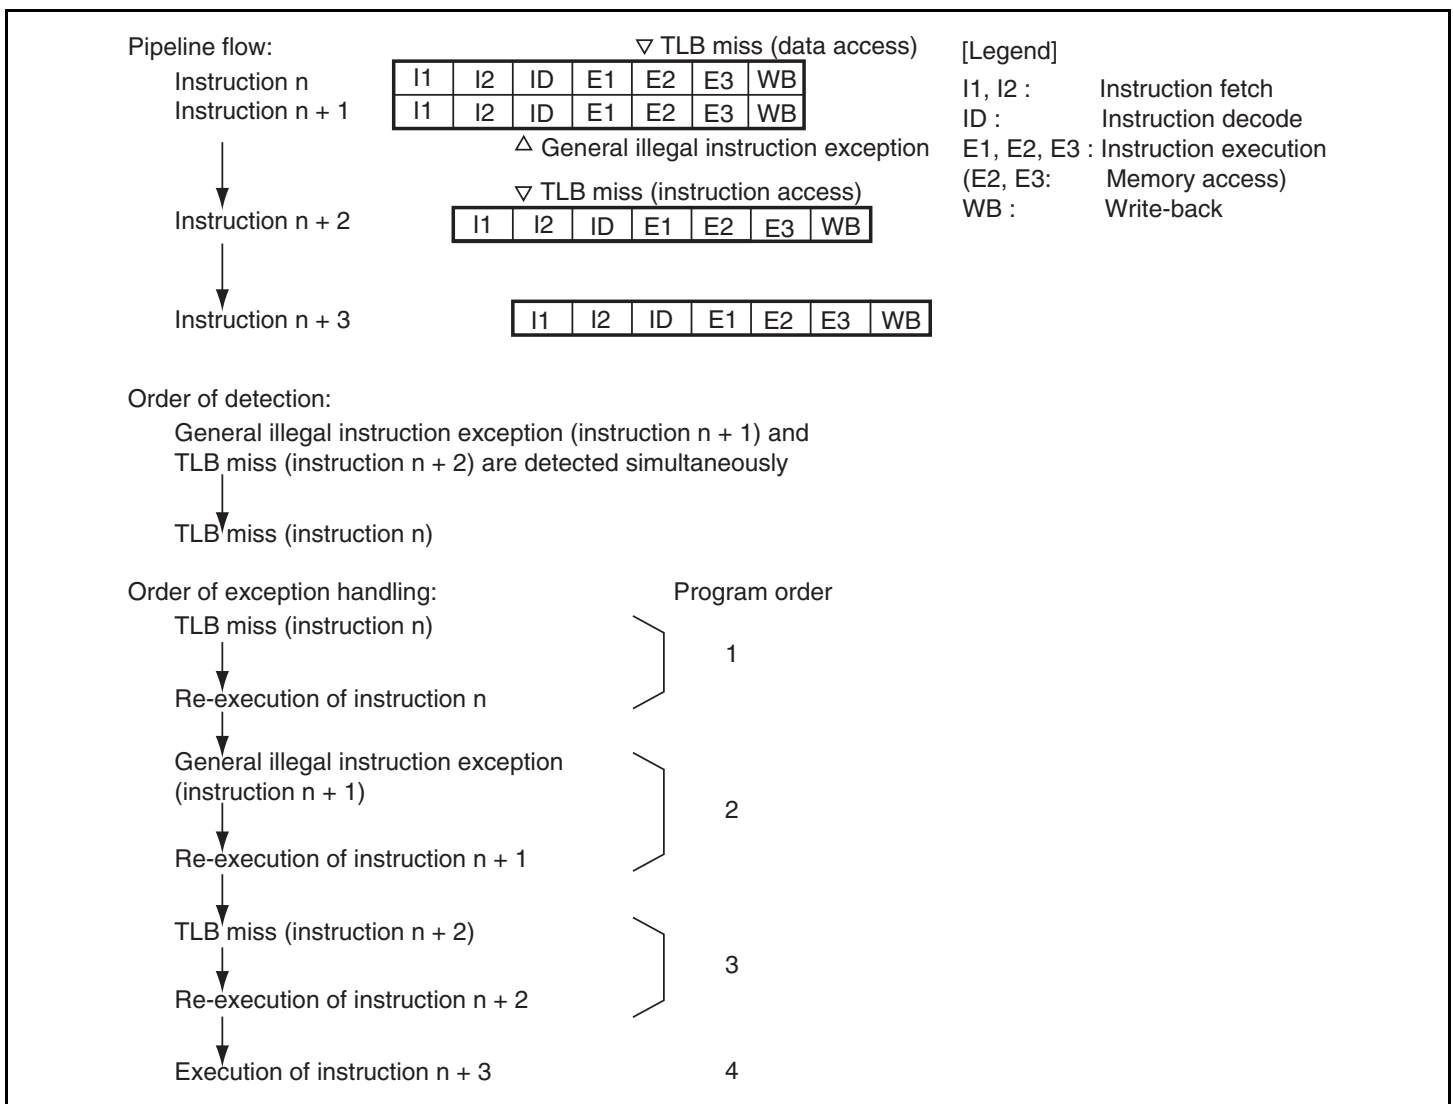 Pipeline flow:
▽ TLB miss (data access)
Instruction n I1 I2 ID E1 E2 E3 WB
Instruction n + 1 I1 I2 ID E1 E2 E3 WB
△ General illegal instruction exception
▽ TLB miss (instruction access)
Instruction n + 2 I1 I2 ID E1 E2 E3 WB
Instruction n + 3 I1 I2 ID E1 E2 E3 WB
[Legend]
I1, I2 : Instruction fetch
ID : Instruction decode
E1, E2, E3 : Instruction execution
(E2, E3: Memory access)
WB : Write-back
Order of detection:
General illegal instruction exception (instruction n + 1) and
TLB miss (instruction n + 2) are detected simultaneously
TLB miss (instruction n)
Order of exception handling: Program order
TLB miss (instruction n)
1
Re-execution of instruction n
General illegal instruction exception
(instruction n + 1)
2
Re-execution of instruction n + 1
TLB miss (instruction n + 2)
3
Re-execution of instruction n + 2
Execution of instruction n + 3 4